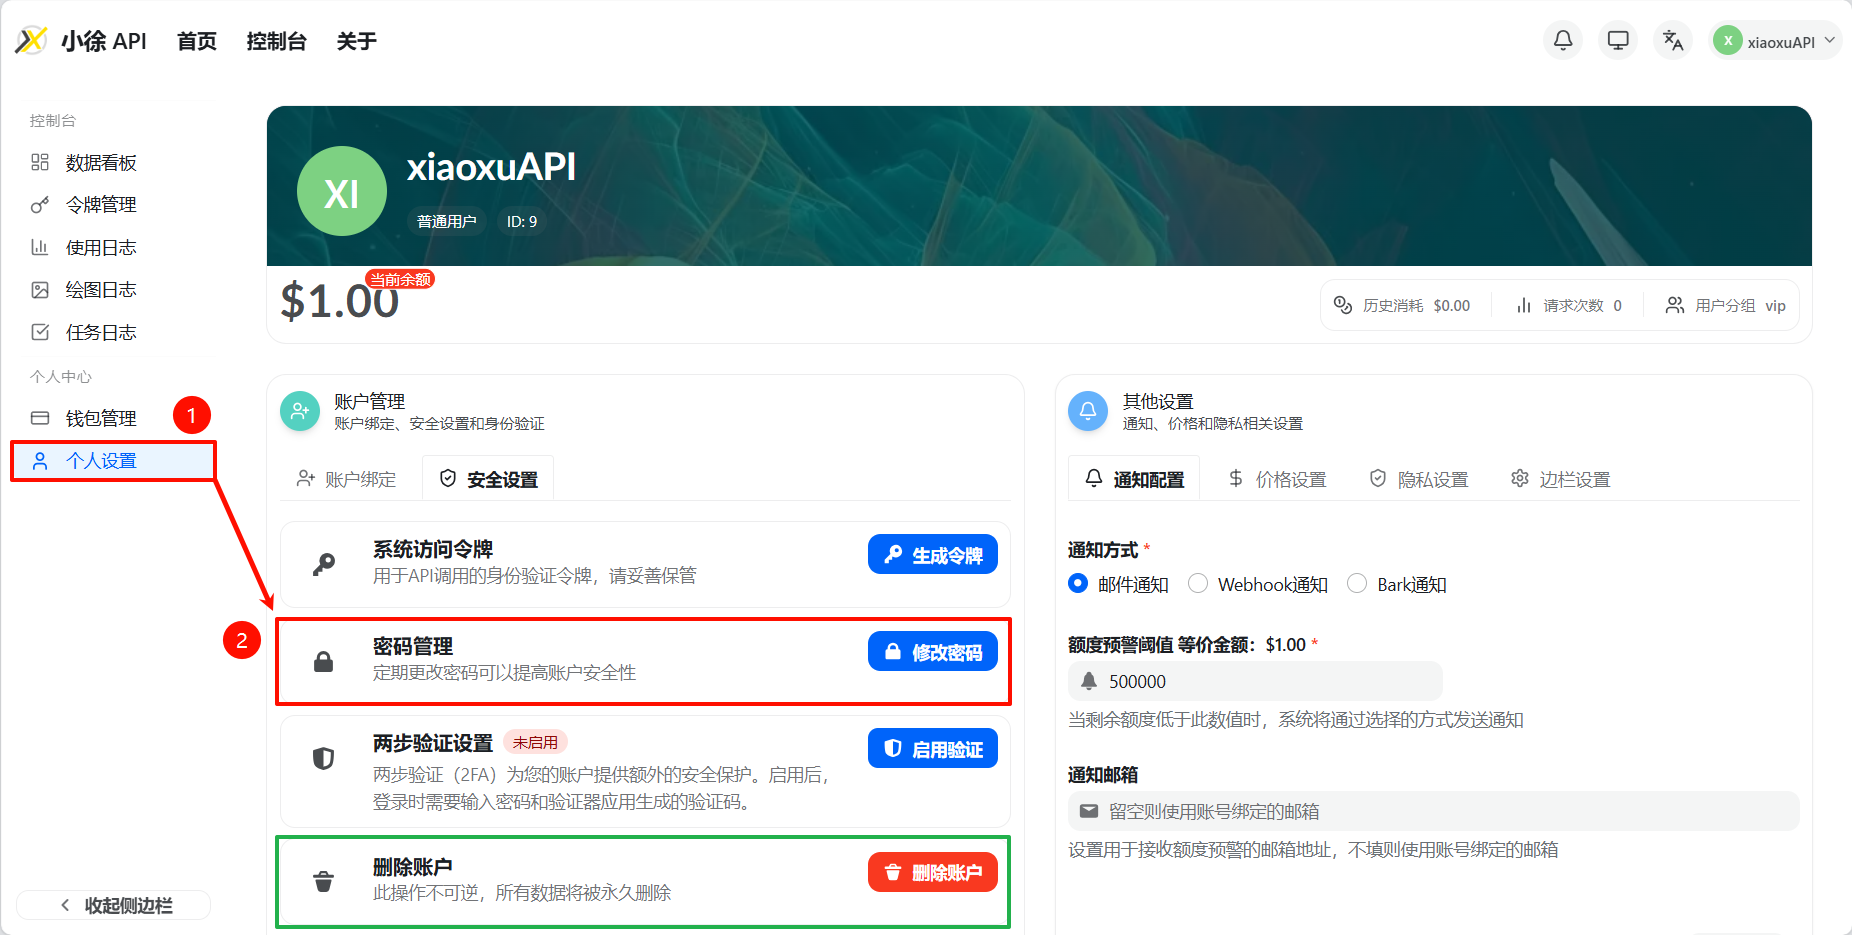 小徐 API
首页
控制台
关于
X
xiaoxuAPI
控制台
数据看板
令牌管理
使用日志
绘图日志
任务日志
个人中心
钱包管理
1
个人设置
收起侧边栏
XI
xiaoxuAPI
普通用户
ID: 9
$1.00
当前余额
历史消耗 $0.00
请求次数 0
用户分组 vip
账户管理
账户绑定、安全设置和身份验证
账户绑定
安全设置
系统访问令牌
用于API调用的身份验证令牌，请妥善保管
生成令牌
2
密码管理
定期更改密码可以提高账户安全性
修改密码
两步验证设置 未启用
两步验证（2FA）为您的账户提供额外的安全保护。启用后，
登录时需要输入密码和验证器应用生成的验证码。
启用验证
删除账户
此操作不可逆，所有数据将被永久删除
删除账户
其他设置
通知、价格和隐私相关设置
通知配置
价格设置
隐私设置
边栏设置
通知方式 *
邮件通知
Webhook通知
Bark通知
额度预警阈值 等价金额：$1.00 *
500000
当剩余额度低于此数值时，系统将通过选择的方式发送通知
通知邮箱
留空则使用账号绑定的邮箱
设置用于接收额度预警的邮箱地址，不填则使用账号绑定的邮箱